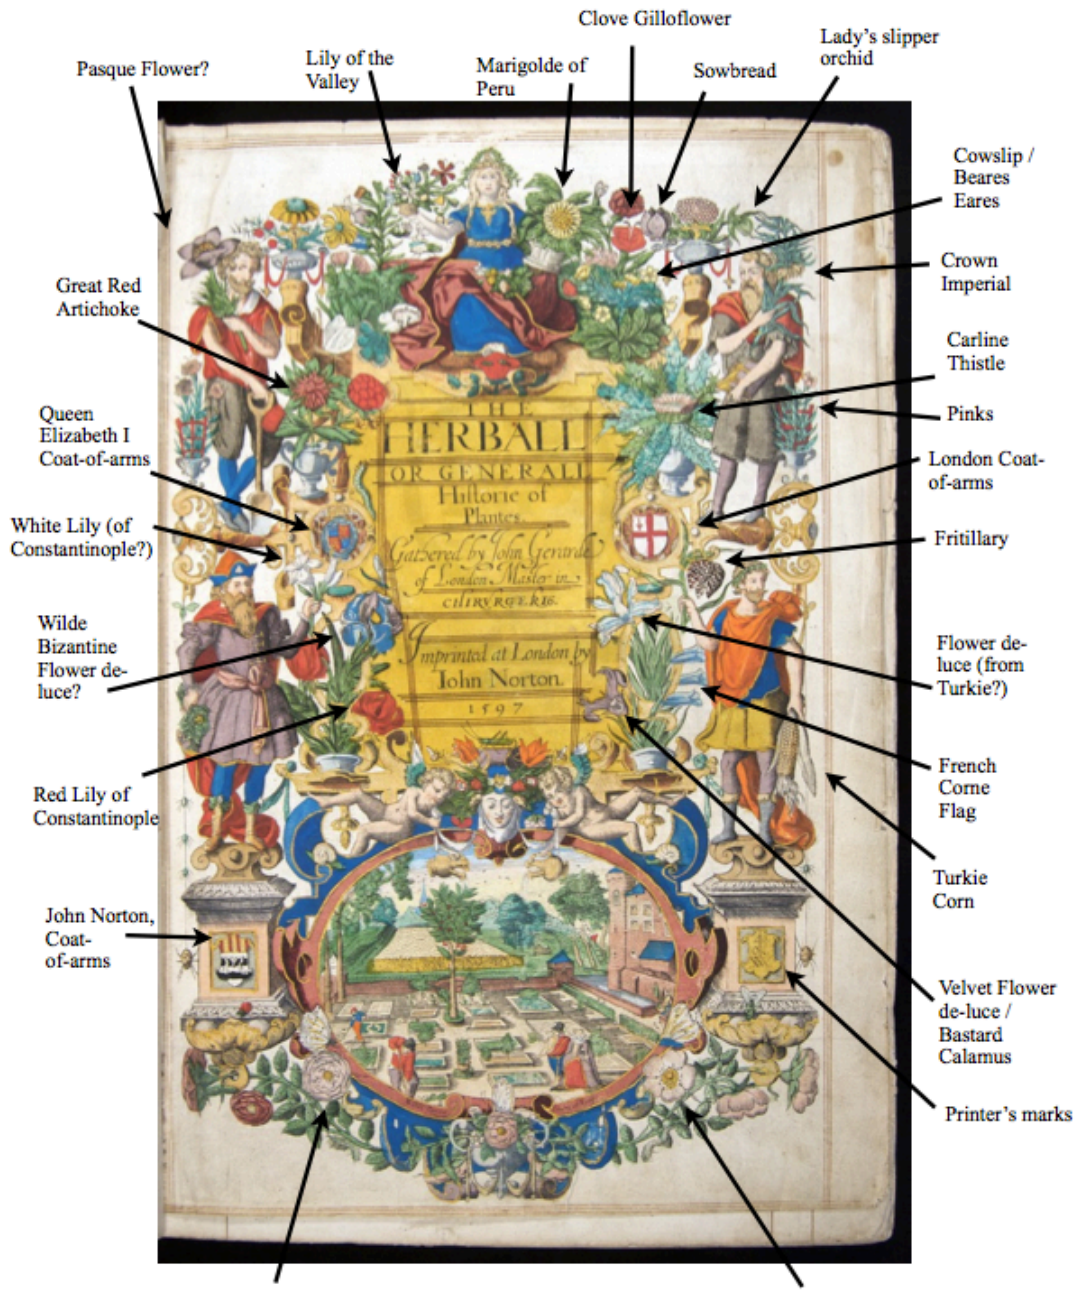 Clove Gilloflower
Lady's slipper
orchid
Lily of the
Valley
Marigolde of
Peru
Sowbread
Pasque Flower?
Cowslip /
Beares
Eares
Crown
Imperial
Great Red
Artichoke
Carline
Thistle
Pinks
Queen
Elizabeth I
Coat-of-arms
London Coat-
of-arms
White Lily (of
Constantinople?)
Fritillary
Wilde
Bizantine
Flower de-
luce?
Flower de-
luce (from
Turkie?)
French
Corne
Flag
Red Lily of
Constantinople
Turkie
Corn
John Norton,
Coat-
of-arms
Velvet Flower
de-luce /
Bastard
Calamus
Printer's marks
THE
HERBALL
OR GENERALL
Historie of
Plantes.
Gathered by John Gerarde
of London Master in
CHIRVRGERIE.
Imprinted at London by
John Norton.
1597